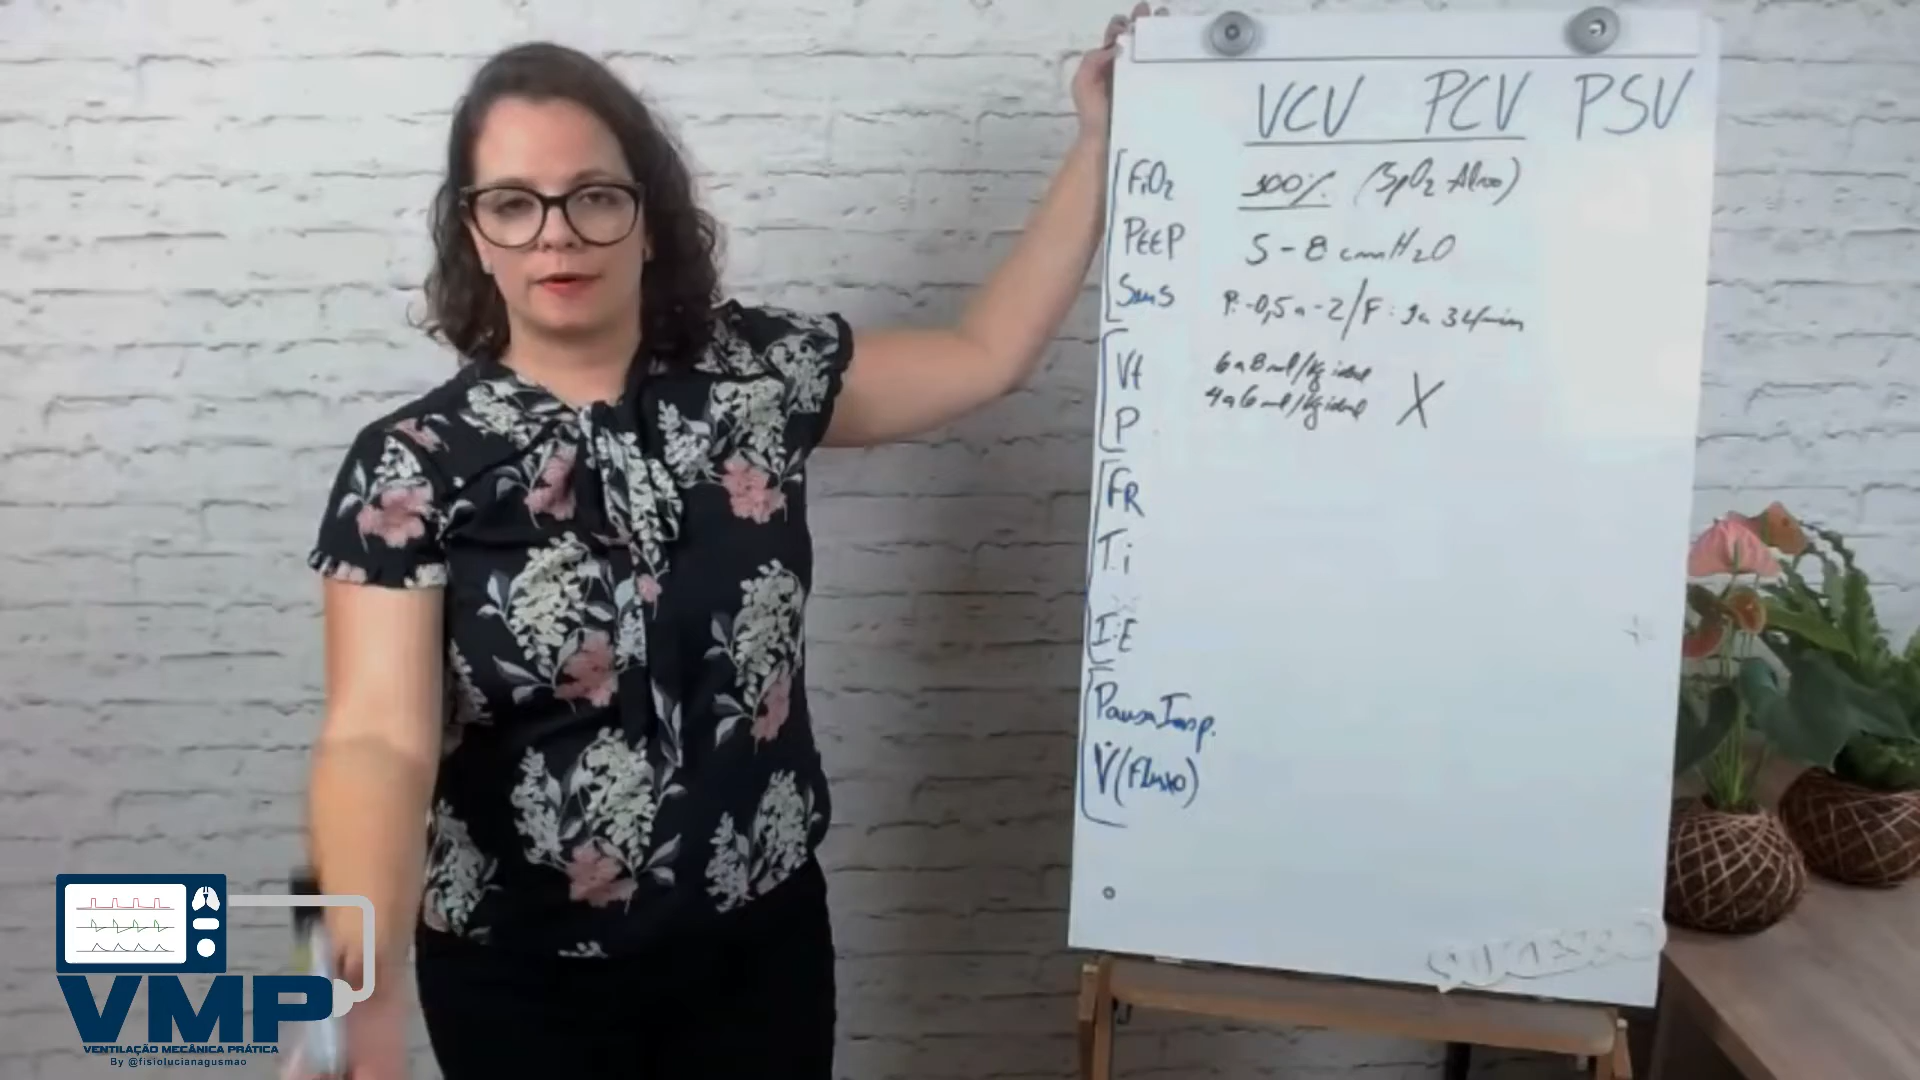 VCV PCV PSV
FiO2 100% (SpO2 Alvo)
PEEP 5 - 8 cmH2O
Sens P: -0,5 a -2 / F: 1 a 3 L/min
Vt 6 a 8 ml/Kg ideal
4 a 6 ml/Kg ideal X
P
FR
Ti
I:E
Pausa Insp.
V̇ (Fluxo)
VMP
VENTILAÇÃO MECÂNICA PRÁTICA
By @fisiolucianagusmao